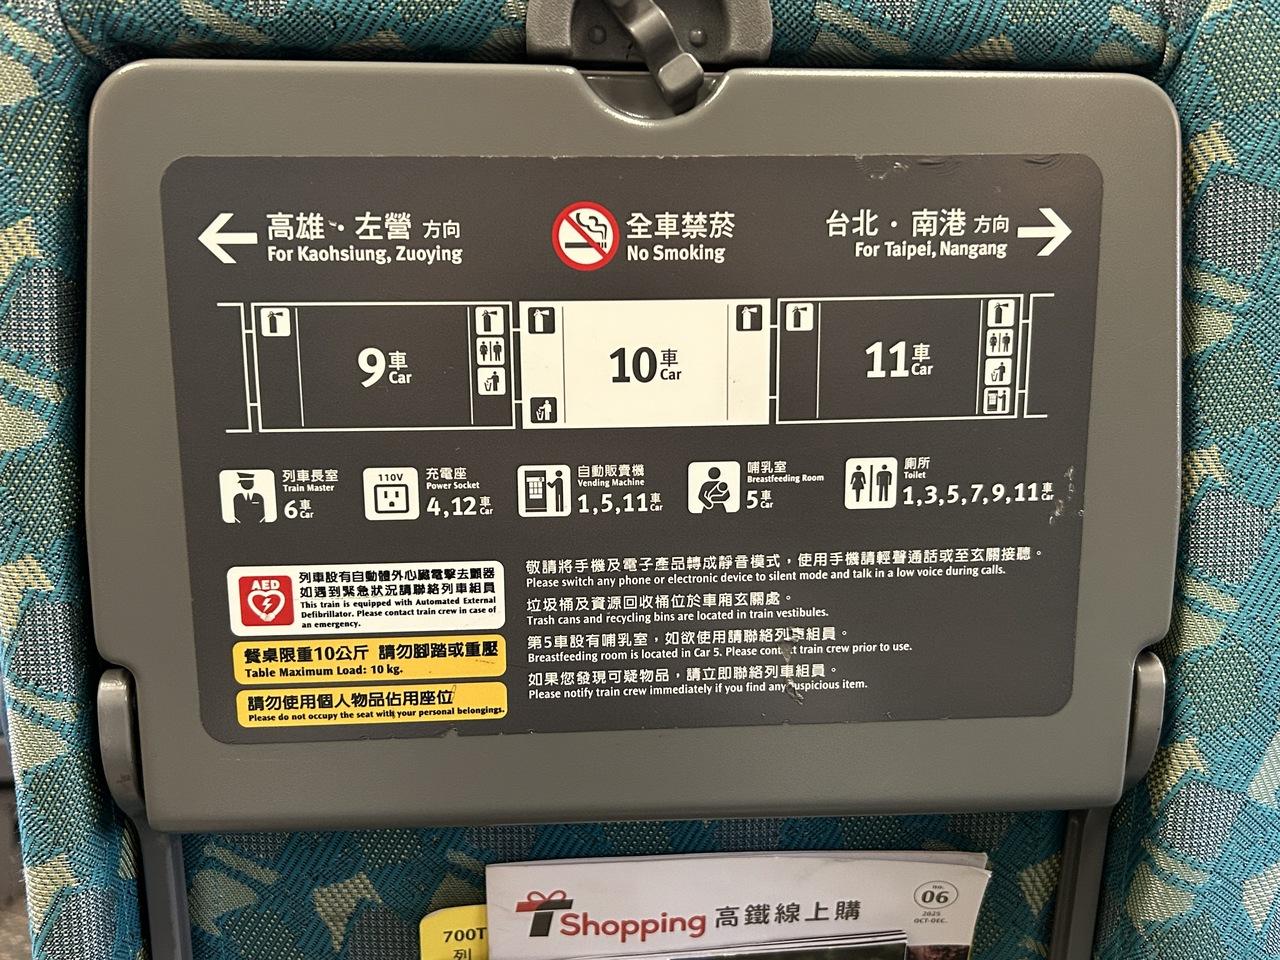 高雄・左營 方向
For Kaohsiung, Zuoying
全車禁菸
No Smoking
台北・南港 方向
For Taipei, Nangang
9車
Car
10車
Car
11車
Car
列車長室
Train Master
6車
Car
110V
充電座
Power Socket
4,12車
Car
自動販賣機
Vending Machine
1,5,11車
Car
哺乳室
Breastfeeding Room
5車
Car
廁所
Toilet
1,3,5,7,9,11車
Car
AED
列車設有自動體外心臟電擊去顫器
如遇到緊急狀況請聯絡列車組員
This train is equipped with Automated External
Defibrillator. Please contact train crew in case of
an emergency.
餐桌限重10公斤 請勿腳踏或重壓
Table Maximum Load: 10 kg.
請勿使用個人物品佔用座位
Please do not occupy the seat with your personal belongings.
敬請將手機及電子產品轉成靜音模式，使用手機請輕聲通話或至玄關接聽。
Please switch any phone or electronic device to silent mode and talk in a low voice during calls.
垃圾桶及資源回收桶位於車廂玄關處。
Trash cans and recycling bins are located in train vestibules.
第5車設有哺乳室，如欲使用請聯絡列車組員。
Breastfeeding room is located in Car 5. Please contact train crew prior to use.
如果您發現可疑物品，請立即聯絡列車組員。
Please notify train crew immediately if you find any suspicious item.
T Shopping 高鐵線上購
NO.
06
2025
OCT-DEC.
700T
列